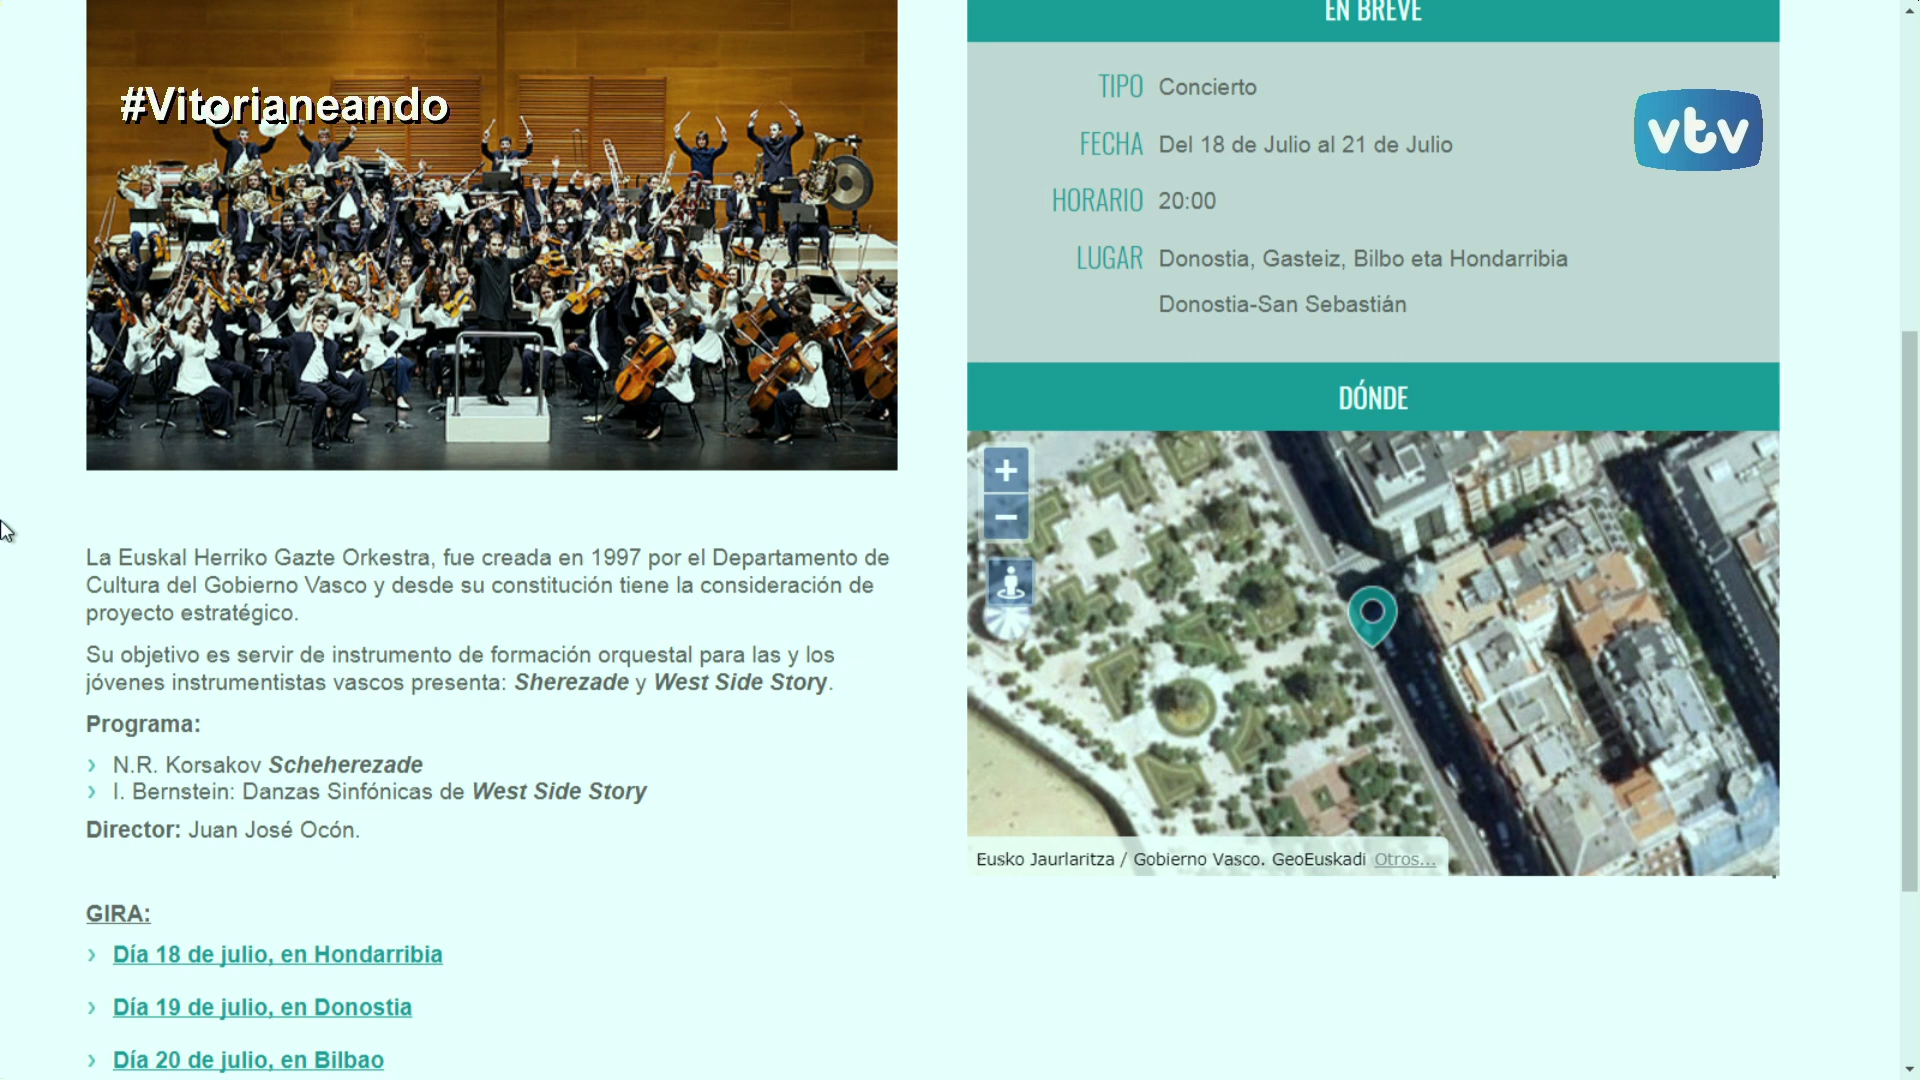 #Vitorianeando
La Euskal Herriko Gazte Orkestra, fue creada en 1997 por el Departamento de
Cultura del Gobierno Vasco y desde su constitución tiene la consideración de
proyecto estratégico.
Su objetivo es servir de instrumento de formación orquestal para las y los
jóvenes instrumentistas vascos presenta: Sherezade y West Side Story.
Programa:
› N.R. Korsakov Scheherezade
› I. Bernstein: Danzas Sinfónicas de West Side Story
Director: Juan José Ocón.
GIRA:
› Día 18 de julio, en Hondarribia
› Día 19 de julio, en Donostia
› Día 20 de julio, en Bilbao
EN BREVE
TIPO Concierto
vtv
FECHA Del 18 de Julio al 21 de Julio
HORARIO 20:00
LUGAR Donostia, Gasteiz, Bilbo eta Hondarribia
Donostia-San Sebastián
DÓNDE
+
−
Eusko Jaurlaritza / Gobierno Vasco. GeoEuskadi Otros...